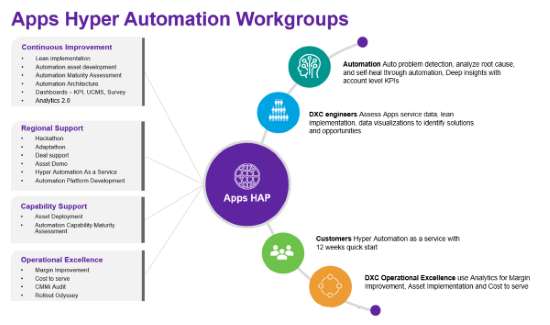 Apps Hyper Automation Workgroups
Continuous Improvement
• Lean implementation
• Automation asset development
• Automation Maturity Assessment
• Automation Architecture
• Dashboards – KPI, UCMS, Survey
• Analytics 2.0
Regional Support
• Hackathon
• Adaptathon
• Deal support
• Asset Demo
• Hyper Automation As a Service
• Automation Platform Development
Capability Support
• Asset Deployment
• Automation Capability Maturity
Assessment
Operational Excellence
• Margin Improvement
• Cost to serve
• CMMi Audit
• Rollout Odyssey
Apps HAP
Automation Auto problem detection, analyze root cause,
and self-heal through automation, Deep insights with
account level KPIs
DXC engineers Assess Apps service data, lean
implementation, data visualizations to identify solutions
and opportunities
Customers Hyper Automation as a service with
12 weeks quick start
DXC Operational Excellence use Analytics for Margin
Improvement, Asset Implementation and Cost to serve